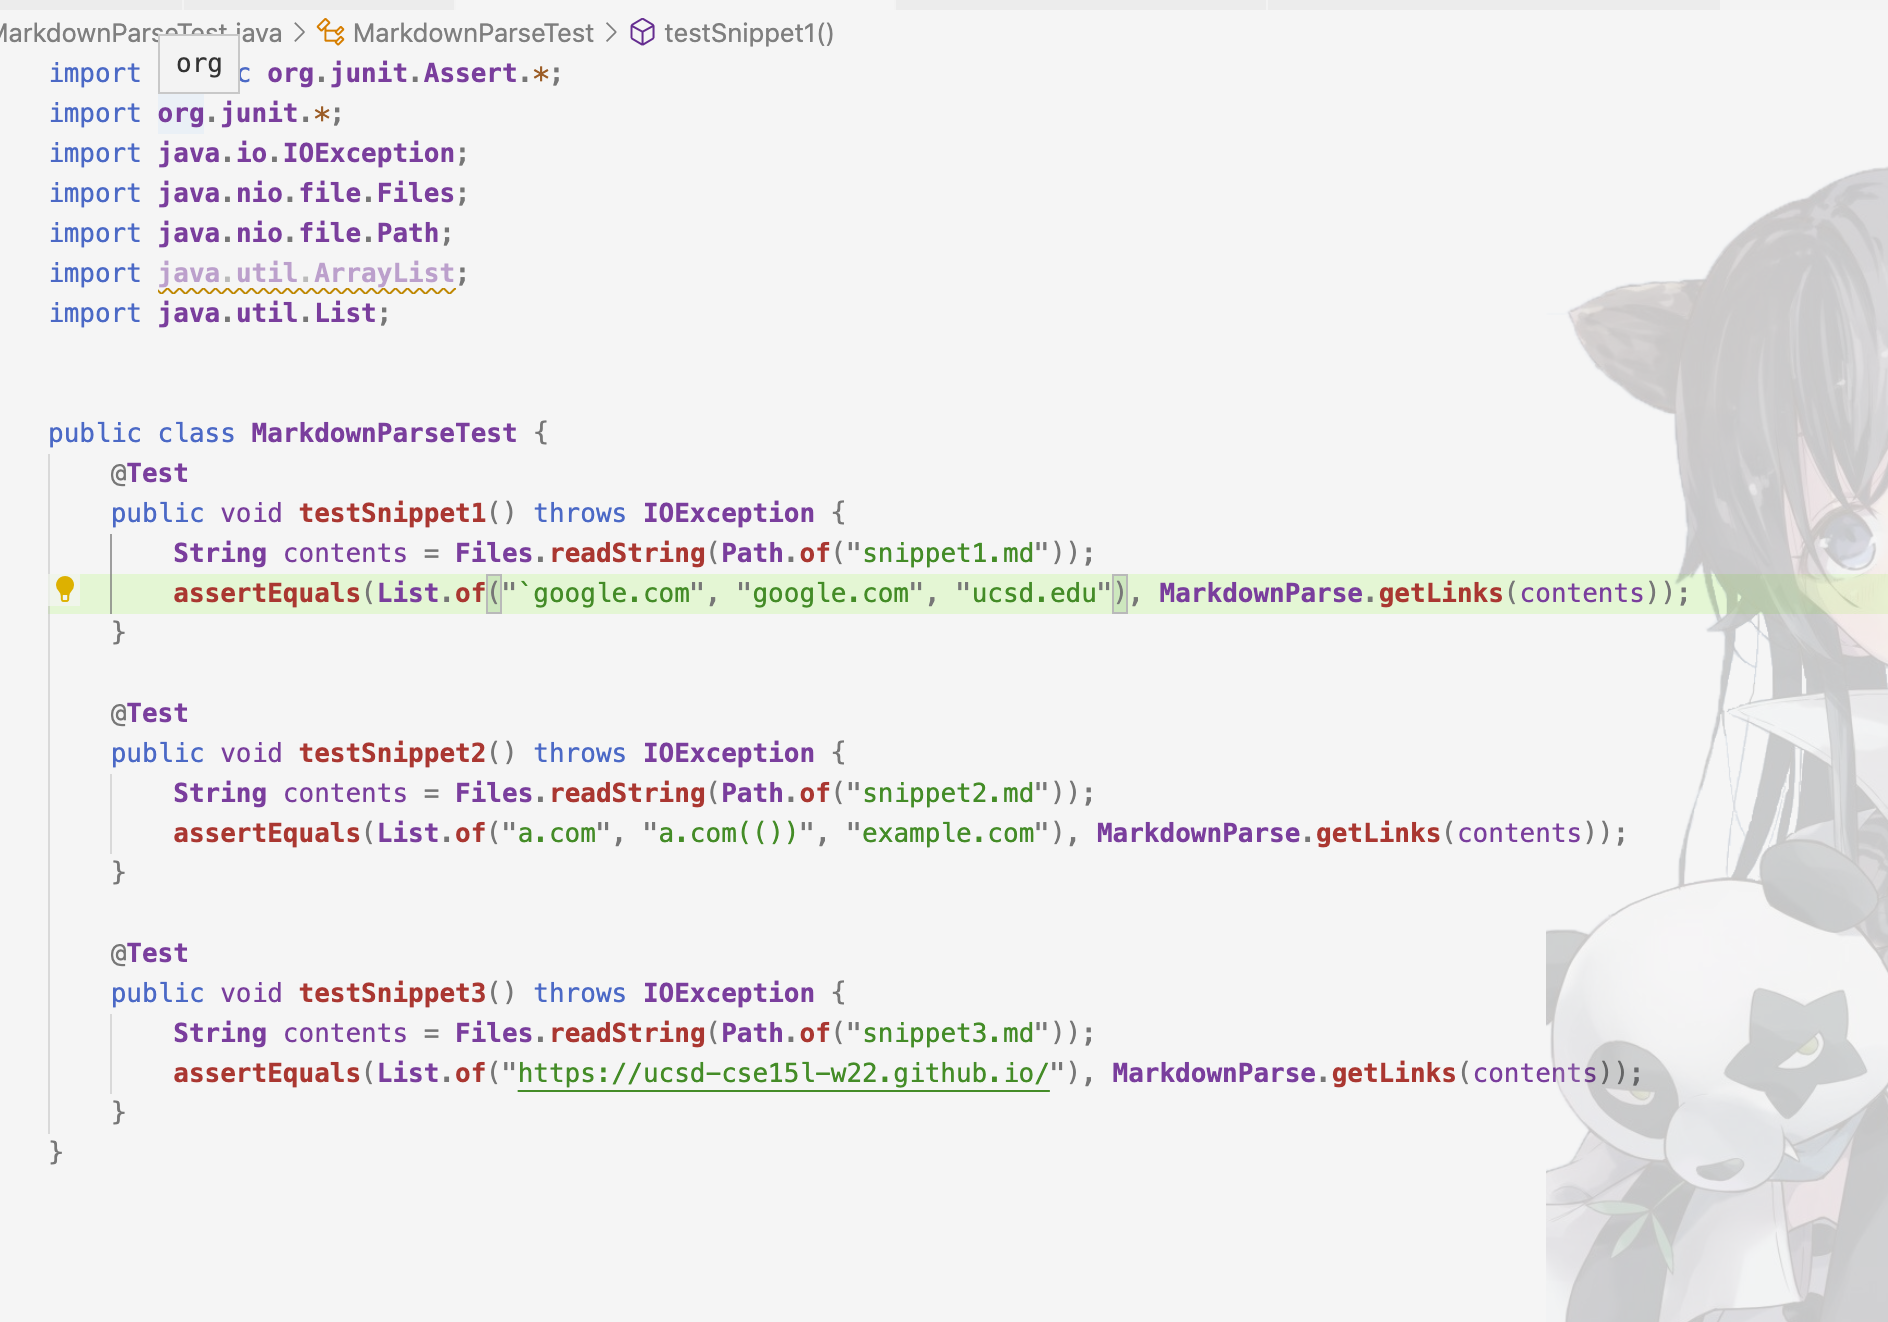 MarkdownParseTest.java > MarkdownParseTest > testSnippet1()
org
import c org.junit.Assert.*;
import org.junit.*;
import java.io.IOException;
import java.nio.file.Files;
import java.nio.file.Path;
import java.util.ArrayList;
import java.util.List;
public class MarkdownParseTest {
@Test
public void testSnippet1() throws IOException {
String contents = Files.readString(Path.of("snippet1.md"));
assertEquals(List.of("`google.com", "google.com", "ucsd.edu"), MarkdownParse.getLinks(contents));
}
@Test
public void testSnippet2() throws IOException {
String contents = Files.readString(Path.of("snippet2.md"));
assertEquals(List.of("a.com", "a.com(())", "example.com"), MarkdownParse.getLinks(contents));
}
@Test
public void testSnippet3() throws IOException {
String contents = Files.readString(Path.of("snippet3.md"));
assertEquals(List.of("https://ucsd-cse15l-w22.github.io/"), MarkdownParse.getLinks(contents));
}
}